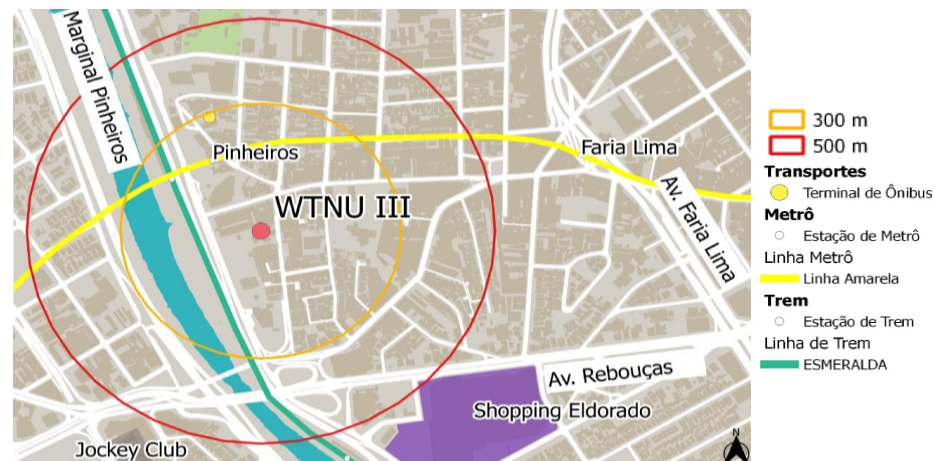 Marginal Pinheiros
Pinheiros
Faria Lima
WTNU III
Av. Faria Lima
Av. Rebouças
Shopping Eldorado
Jockey Club
N
300 m
500 m
Transportes
Terminal de Ônibus
Metrô
Estação de Metrô
Linha Metrô
Linha Amarela
Trem
Estação de Trem
Linha de Trem
ESMERALDA